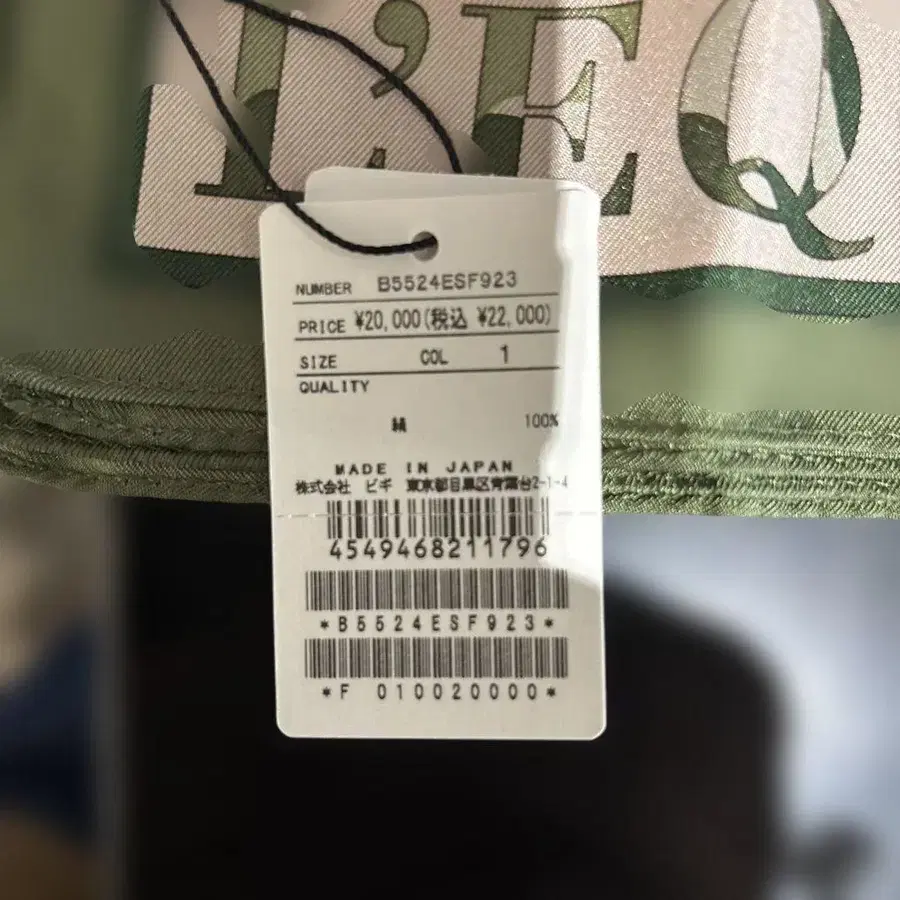 L'EQ
NUMBER B5524ESF923
PRICE ¥20,000(税込 ¥22,000)
SIZE COL 1
QUALITY
綿 100%
MADE IN JAPAN
株式会社 ビギ 東京都目黒区青葉台2-1-4
4549468211796
*B5524ESF923*
*F 010020000*